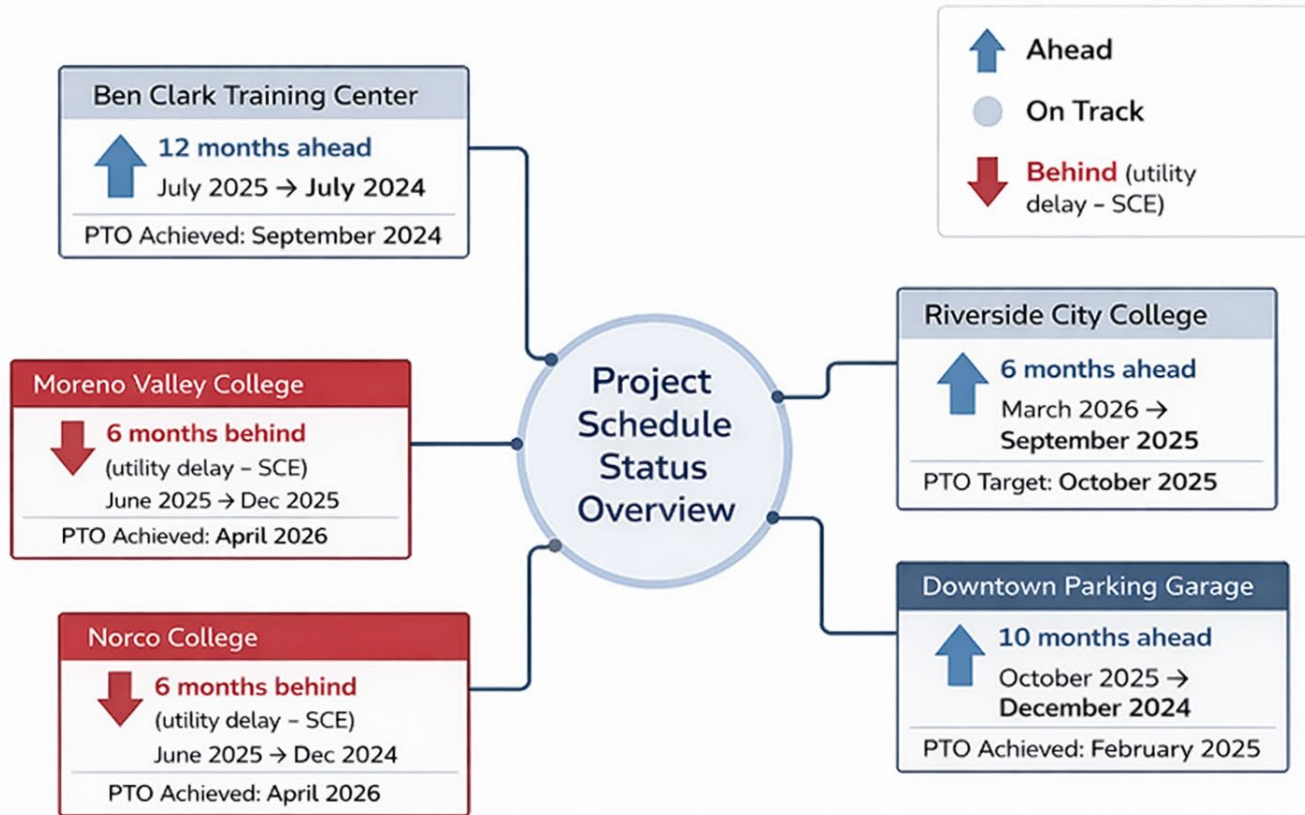 Ahead
On Track
Behind (utility
delay – SCE)
Ben Clark Training Center
12 months ahead
July 2025 → July 2024
PTO Achieved: September 2024
Moreno Valley College
6 months behind
(utility delay – SCE)
June 2025 → Dec 2025
PTO Achieved: April 2026
Norco College
6 months behind
(utility delay – SCE)
June 2025 → Dec 2024
PTO Achieved: April 2026
Project
Schedule
Status
Overview
Riverside City College
6 months ahead
March 2026 →
September 2025
PTO Target: October 2025
Downtown Parking Garage
10 months ahead
October 2025 →
December 2024
PTO Achieved: February 2025